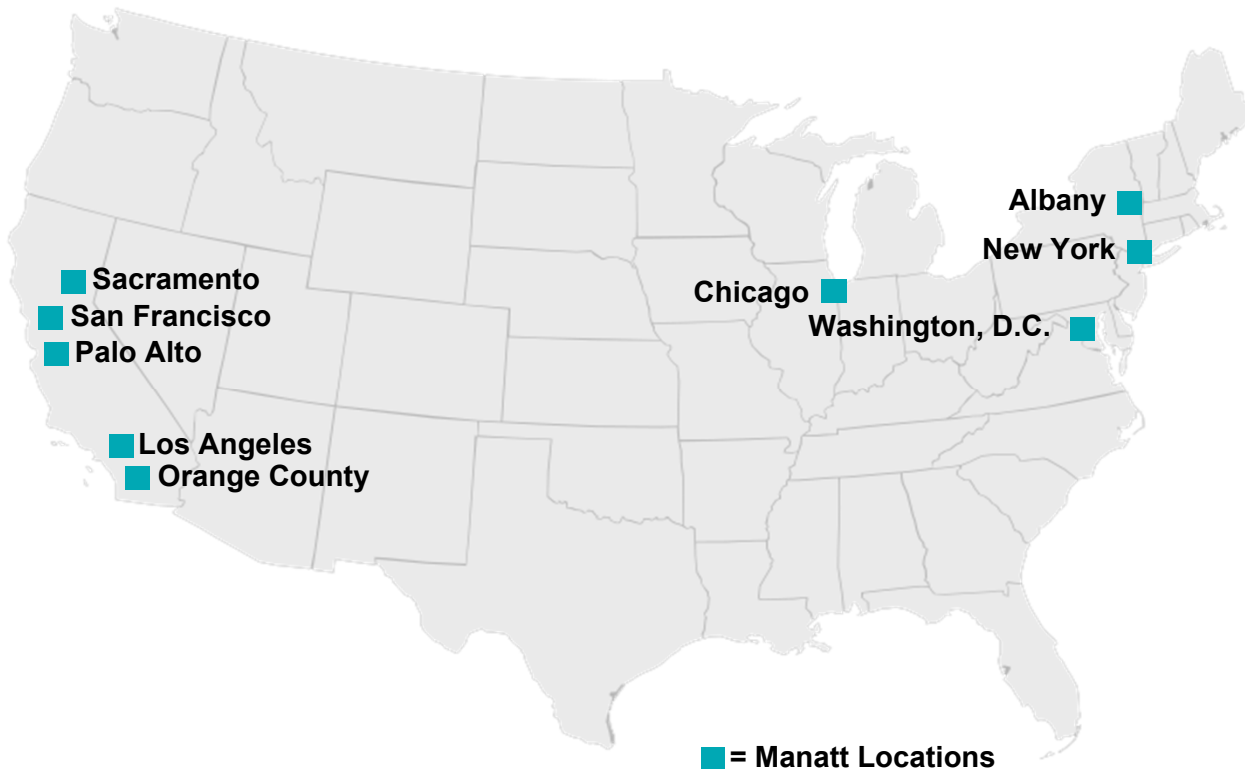 Albany
New York
Sacramento
Chicago
San Francisco
Washington, D.C.
Palo Alto
Los Angeles
Orange County
= Manatt Locations